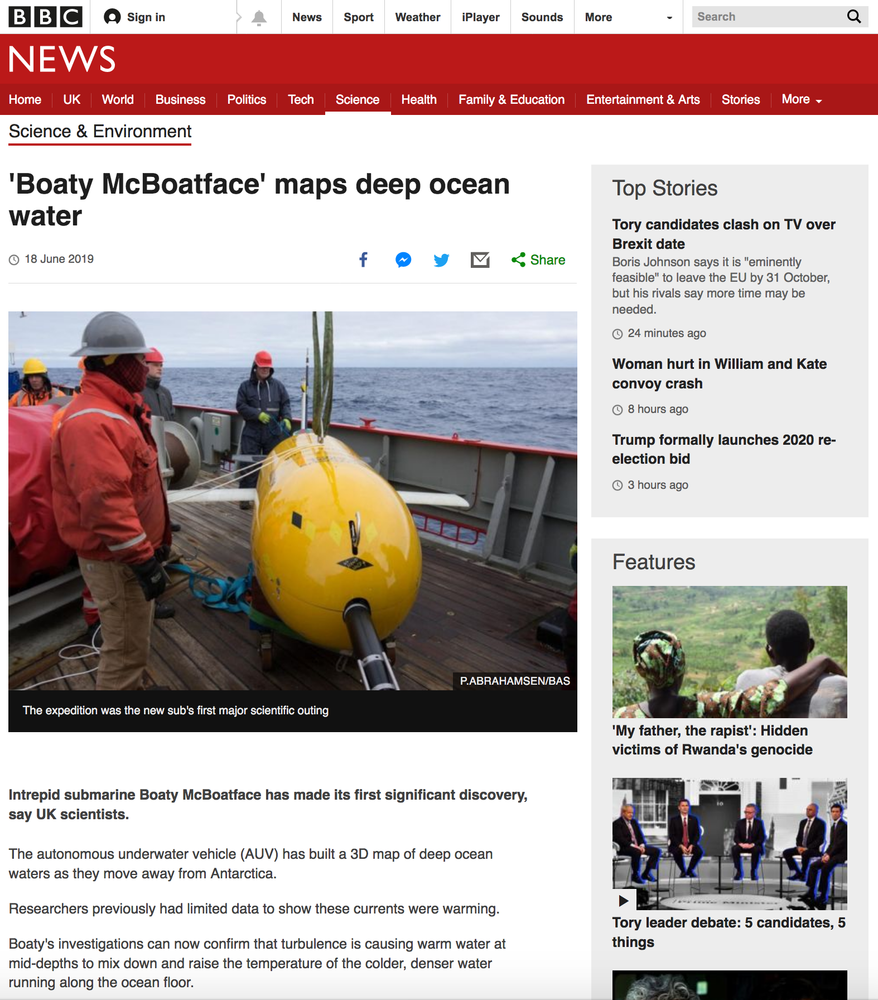 BBC
Sign in
News
Sport
Weather
iPlayer
Sounds
More
Search
NEWS
Home
UK
World
Business
Politics
Tech
Science
Health
Family & Education
Entertainment & Arts
Stories
More
Science & Environment
'Boaty McBoatface' maps deep ocean
water
18 June 2019
Share
P.ABRAHAMSEN/BAS
The expedition was the new sub's first major scientific outing
Intrepid submarine Boaty McBoatface has made its first significant discovery,
say UK scientists.
The autonomous underwater vehicle (AUV) has built a 3D map of deep ocean
waters as they move away from Antarctica.
Researchers previously had limited data to show these currents were warming.
Boaty's investigations can now confirm that turbulence is causing warm water at
mid-depths to mix down and raise the temperature of the colder, denser water
running along the ocean floor.
Top Stories
Tory candidates clash on TV over
Brexit date
Boris Johnson says it is "eminently
feasible" to leave the EU by 31 October,
but his rivals say more time may be
needed.
24 minutes ago
Woman hurt in William and Kate
convoy crash
8 hours ago
Trump formally launches 2020 re-
election bid
3 hours ago
Features
'My father, the rapist': Hidden
victims of Rwanda's genocide
10
Tory leader debate: 5 candidates, 5
things